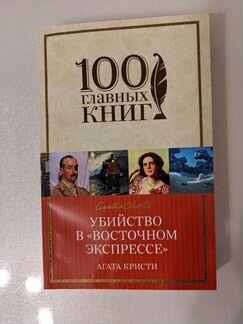 100
ГЛАВНЫХ
КНИГ
Agatha Christie
УБИЙСТВО
В «ВОСТОЧНОМ
ЭКСПРЕССЕ»
АГАТА КРИСТИ